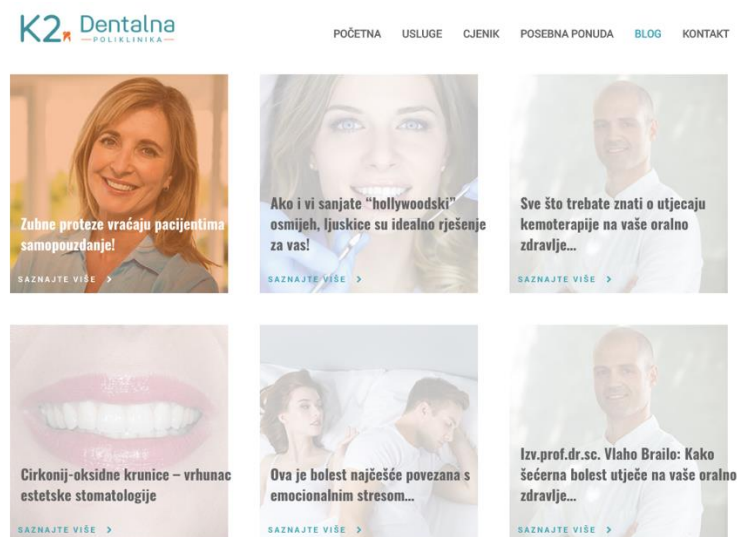 K2 Dentalna
POLIKLINIKA
POČETNA USLUGE CJENIK POSEBNA PONUDA BLOG KONTAKT
Zubne proteze vraćaju pacijentima
samopouzdanje!
SAZNAJTE VIŠE
Ako i vi sanjate “hollywoodski”
osmijeh, ljuskice su idealno rješenje
za vas!
SAZNAJTE VIŠE
Sve što trebate znati o utjecaju
kemoterapije na vaše oralno
zdravlje...
SAZNAJTE VIŠE
Cirkonij-oksidne krunice – vrhunac
estetske stomatologije
SAZNAJTE VIŠE
Ova je bolest najčešće povezana s
emocionalnim stresom...
SAZNAJTE VIŠE
Izv.prof.dr.sc. Vlaho Brailo: Kako
šećerna bolest utječe na vaše oralno
zdravlje...
SAZNAJTE VIŠE